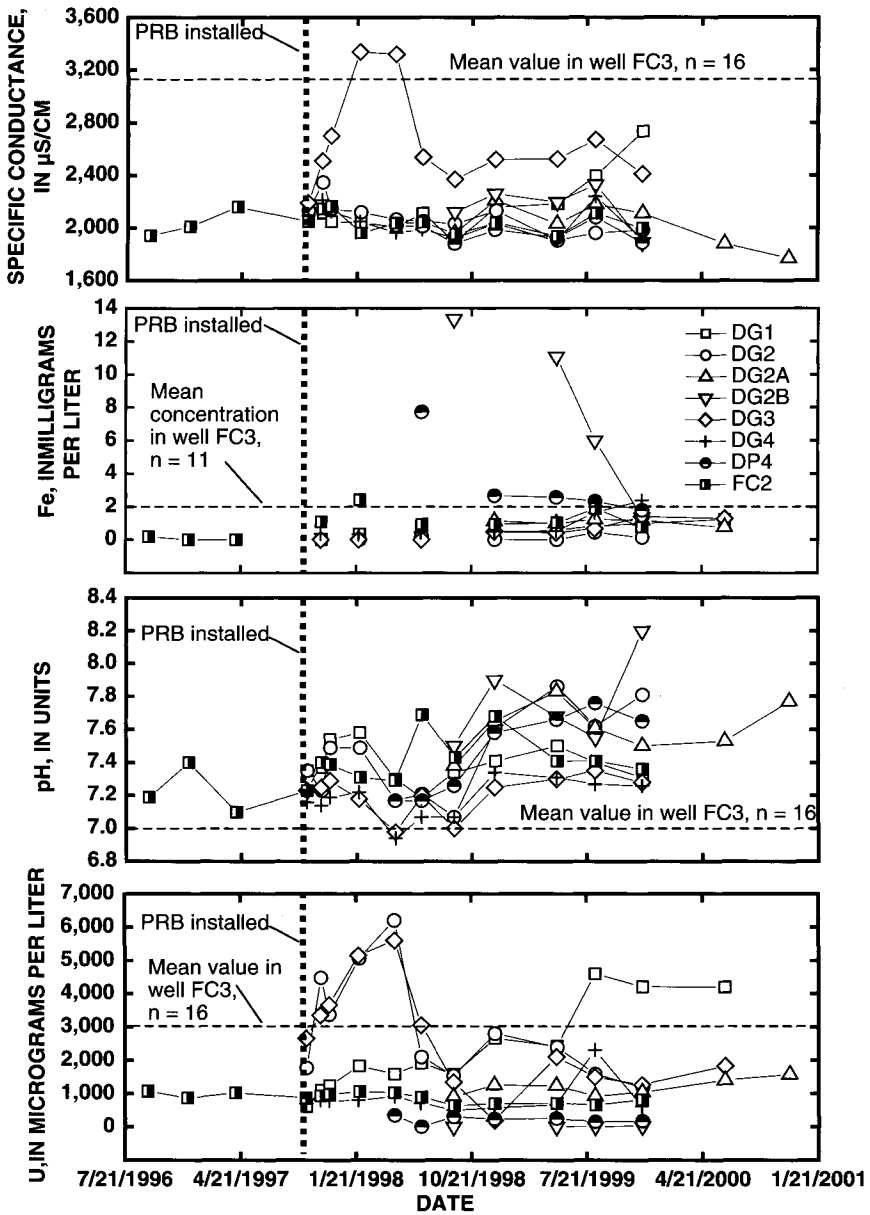 SPECIFIC CONDUCTANCE,
IN µS/CM
3,600
3,200
2,800
2,400
2,000
1,600
PRB installed
Mean value in well FC3, n = 16
Fe, INMILLIGRAMS
PER LITER
14
12
10
8
6
4
2
0
PRB installed
Mean
concentration
in well FC3,
n = 11
DG1
DG2
DG2A
DG2B
DG3
DG4
DP4
FC2
pH, IN UNITS
8.4
8.2
8.0
7.8
7.6
7.4
7.2
7.0
6.8
PRB installed
Mean value in well FC3, n = 16
U,IN MICROGRAMS PER LITER
7,000
6,000
5,000
4,000
3,000
2,000
1,000
0
PRB installed
Mean value in
well FC3,
n = 16
7/21/1996
4/21/1997
1/21/1998
10/21/1998
7/21/1999
4/21/2000
1/21/2001
DATE